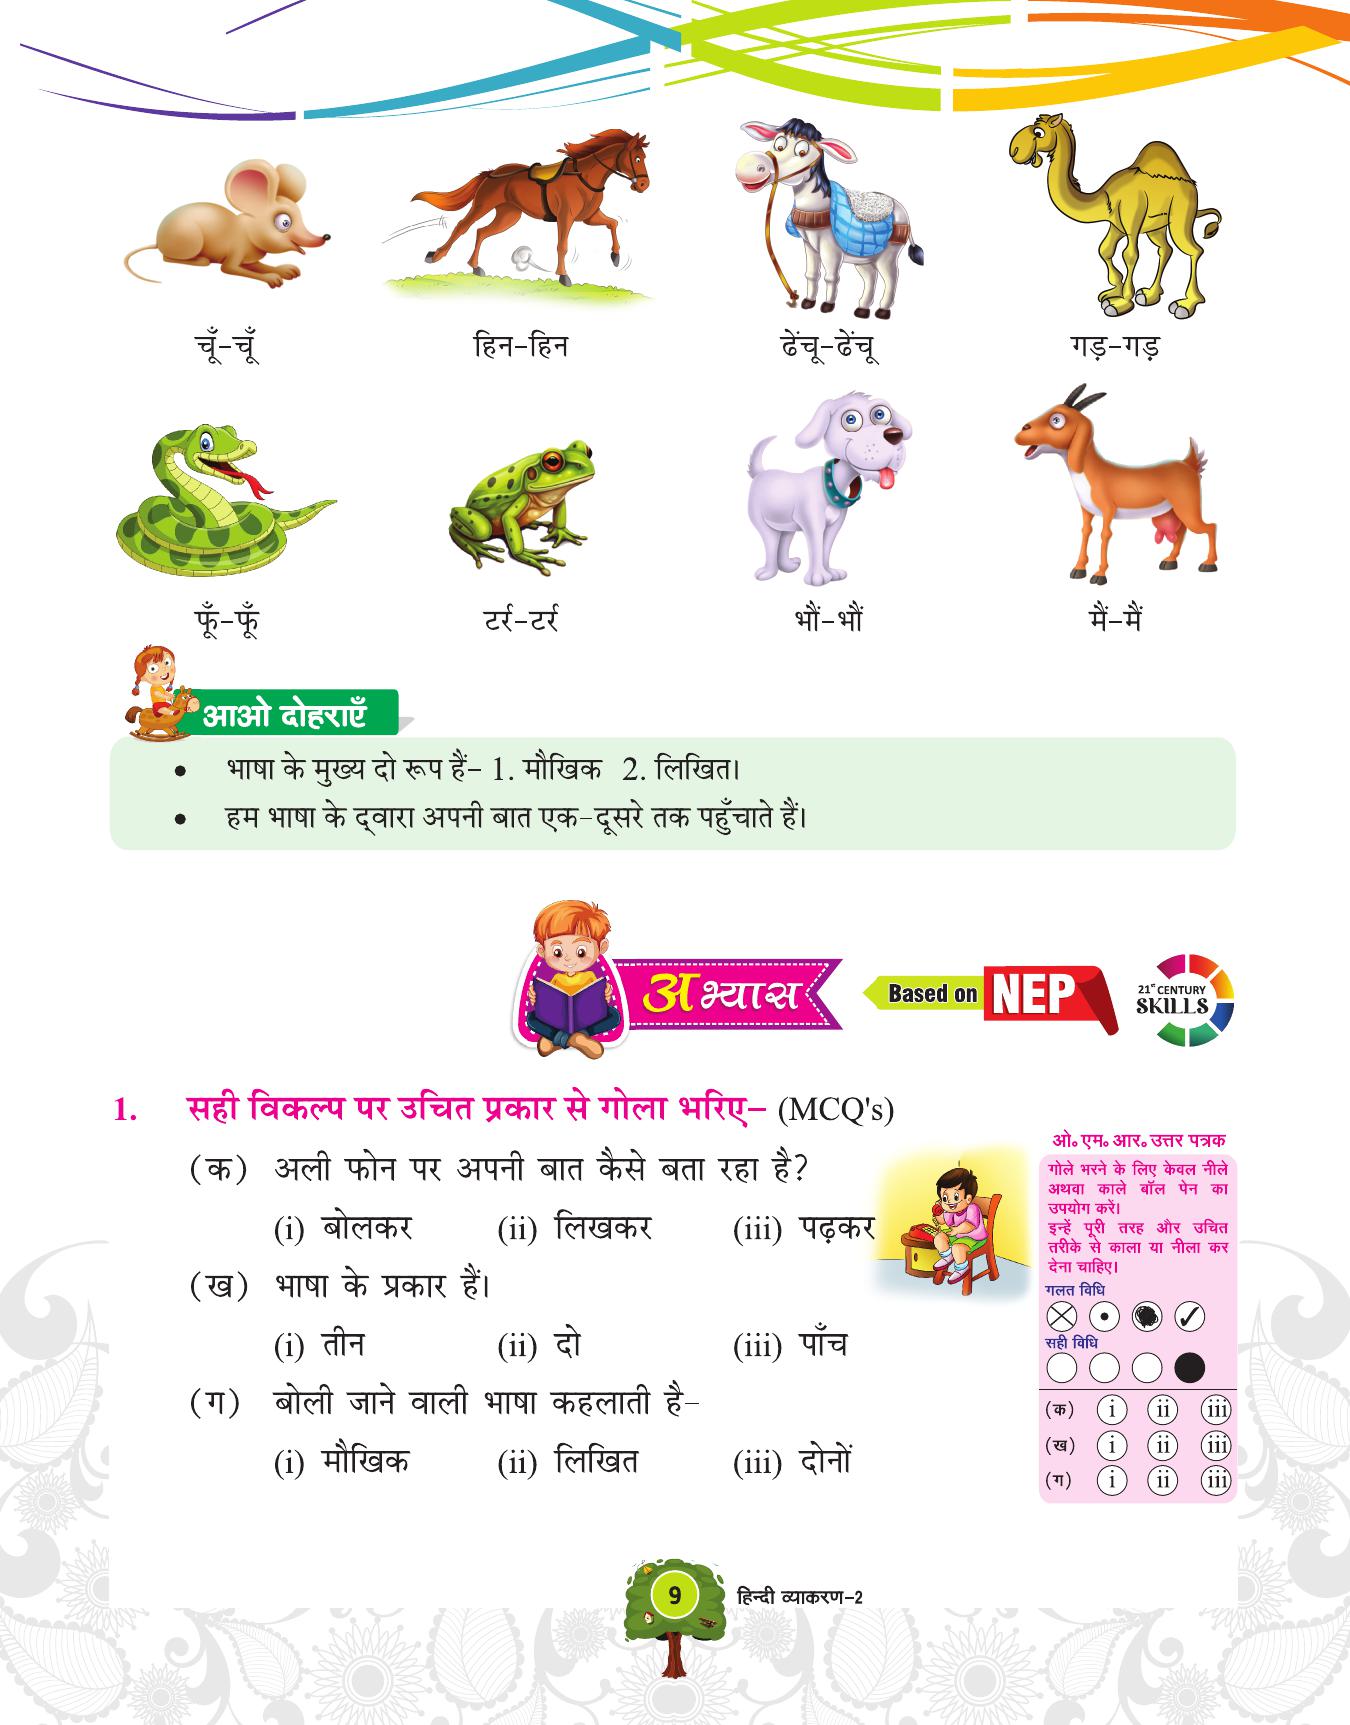 चूँ-चूँ
हिन-हिन
ढेंचू-ढेंचू
गड़-गड़
फूँ-फूँ
टर्र-टर्र
भौं-भौं
मैं-मैं
आओ दोहराएँ
• भाषा के मुख्य दो रूप हैं- 1. मौखिक 2. लिखित।
• हम भाषा के द्वारा अपनी बात एक-दूसरे तक पहुँचाते हैं।
अभ्यास
Based on NEP
21st CENTURY
SKILLS
1. सही विकल्प पर उचित प्रकार से गोला भरिए- (MCQ's)
(क) अली फोन पर अपनी बात कैसे बता रहा है?
(i) बोलकर (ii) लिखकर (iii) पढ़कर
(ख) भाषा के प्रकार हैं।
(i) तीन (ii) दो (iii) पाँच
(ग) बोली जाने वाली भाषा कहलाती है-
(i) मौखिक (ii) लिखित (iii) दोनों
ओ॰ एम॰ आर॰ उत्तर पत्रक
गोले भरने के लिए केवल नीले
अथवा काले बॉल पेन का
उपयोग करें।
इन्हें पूरी तरह और उचित
तरीके से काला या नीला कर
देना चाहिए।
गलत विधि
सही विधि
(क) i ii iii
(ख) i ii iii
(ग) i ii iii
9
हिन्दी व्याकरण-2